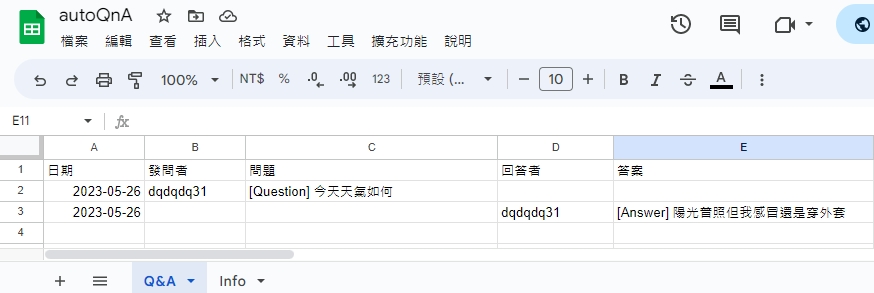 autoQnA
檔案 編輯 查看 插入 格式 資料 工具 擴充功能 說明
100% NT$ % .0 .00 123 預設 (... 10 B I S A
E11 fx
A B C D E
1 日期 發問者 問題 回答者 答案
2 2023-05-26 dqdqdq31 [Question] 今天天氣如何
3 2023-05-26 dqdqdq31 [Answer] 陽光普照但我感冒還是穿外套
4
Q&A Info